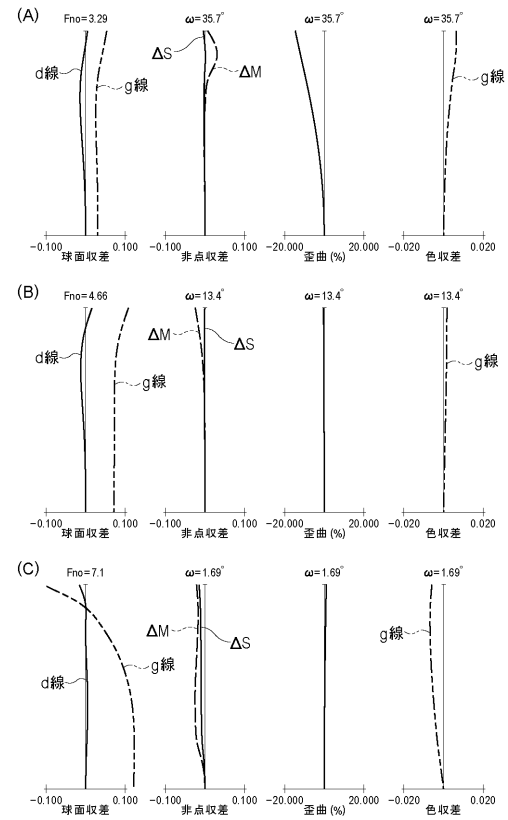 (A)
Fno=3.29
ω=35.7°
ω=35.7°
ω=35.7°
d線
g線
ΔS
ΔM
g線
-0.100 0.100
-0.100 0.100
-20.000 20.000
-0.020 0.020
球面収差
非点収差
歪曲(%)
色収差
(B)
Fno=4.66
ω=13.4°
ω=13.4°
ω=13.4°
d線
g線
ΔM
ΔS
g線
-0.100 0.100
-0.100 0.100
-20.000 20.000
-0.020 0.020
球面収差
非点収差
歪曲(%)
色収差
(C)
Fno=7.1
ω=1.69°
ω=1.69°
ω=1.69°
d線
g線
ΔM
ΔS
g線
-0.100 0.100
-0.100 0.100
-20.000 20.000
-0.020 0.020
球面収差
非点収差
歪曲(%)
色収差